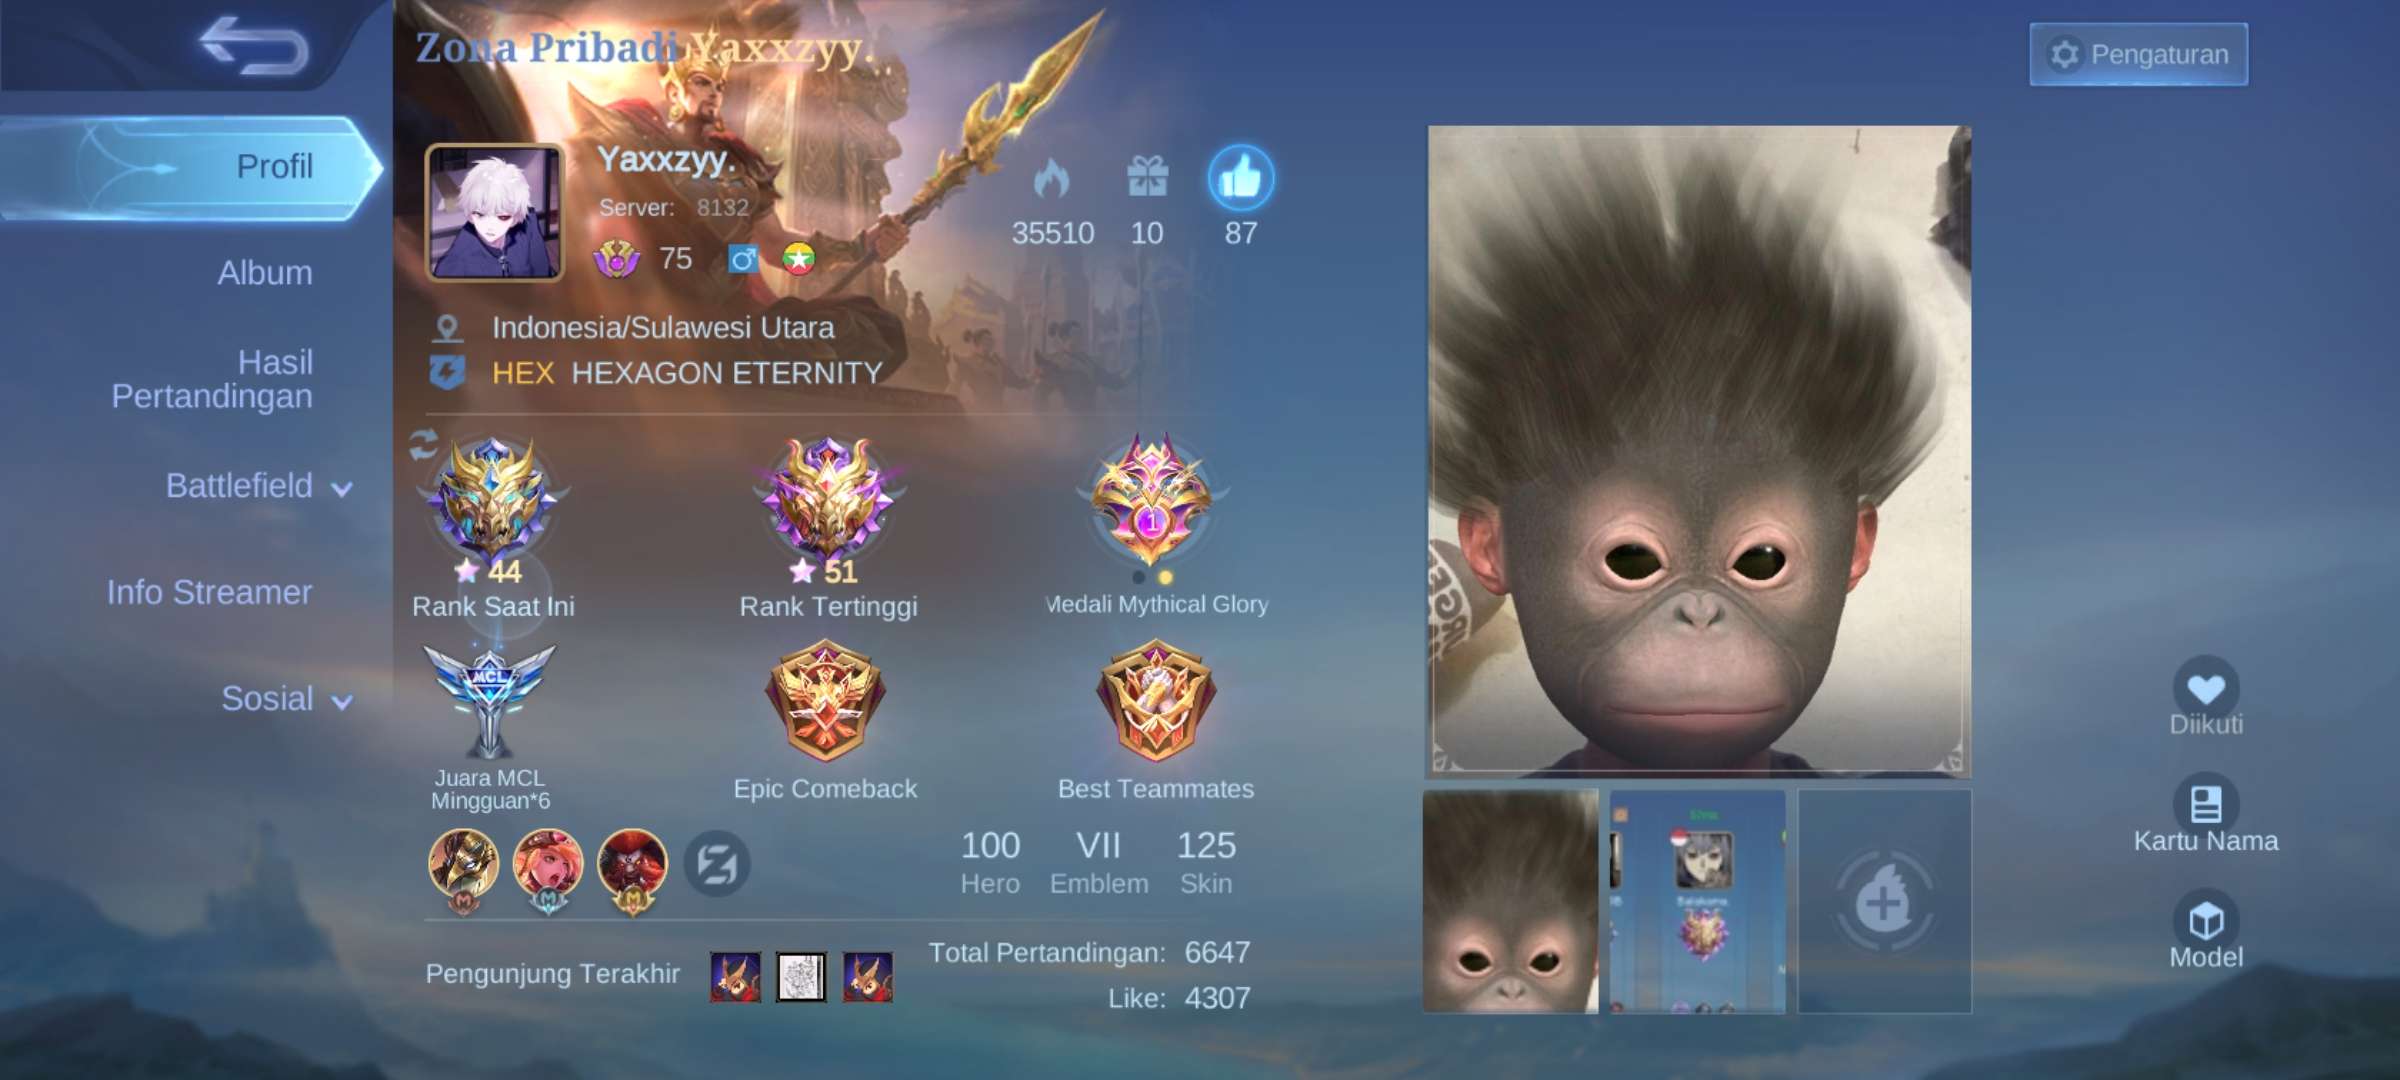 Zona Pribadi Yaxxzyy.
Pengaturan
Profil
Album
Hasil
Pertandingan
Battlefield
Info Streamer
Sosial
Yaxxzyy.
Server: 8132
75
35510
10
87
Indonesia/Sulawesi Utara
HEX HEXAGON ETERNITY
44
Rank Saat Ini
51
Rank Tertinggi
1
Medali Mythical Glory
MCL
Juara MCL
Mingguan*6
Epic Comeback
Best Teammates
M
M
M
100
Hero
VII
Emblem
125
Skin
Pengunjung Terakhir
Total Pertandingan: 6647
Like: 4307
Diikuti
Kartu Nama
Model